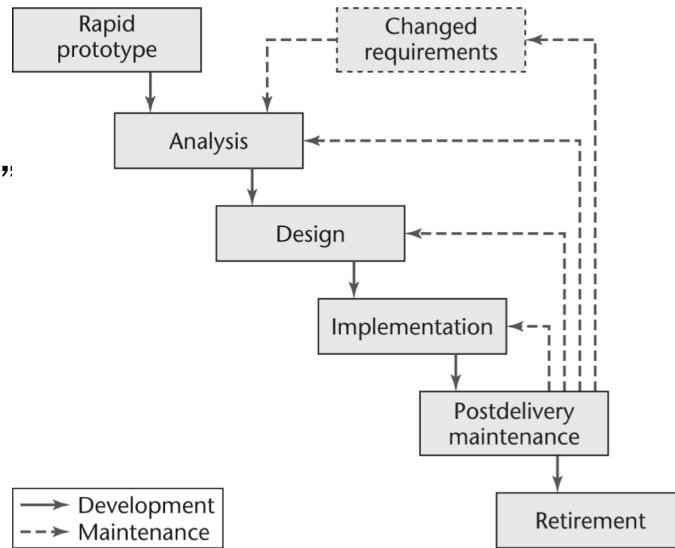 Rapid
prototype
Changed
requirements
Analysis
”
Design
Implementation
Postdelivery
maintenance
Retirement
Development
Maintenance